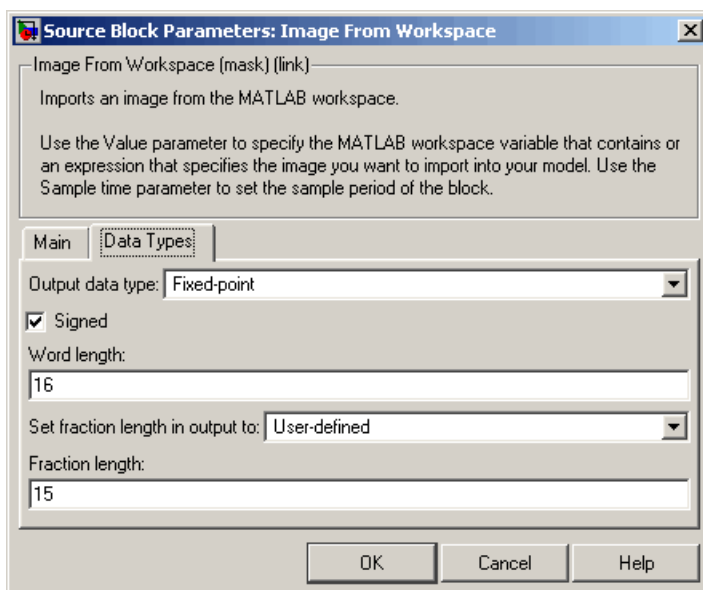 Source Block Parameters: Image From Workspace
Image From Workspace (mask) (link)
Imports an image from the MATLAB workspace.
Use the Value parameter to specify the MATLAB workspace variable that contains or
an expression that specifies the image you want to import into your model. Use the
Sample time parameter to set the sample period of the block.
Main Data Types
Output data type: Fixed-point
Signed
Word length:
16
Set fraction length in output to: User-defined
Fraction length:
15
OK Cancel Help